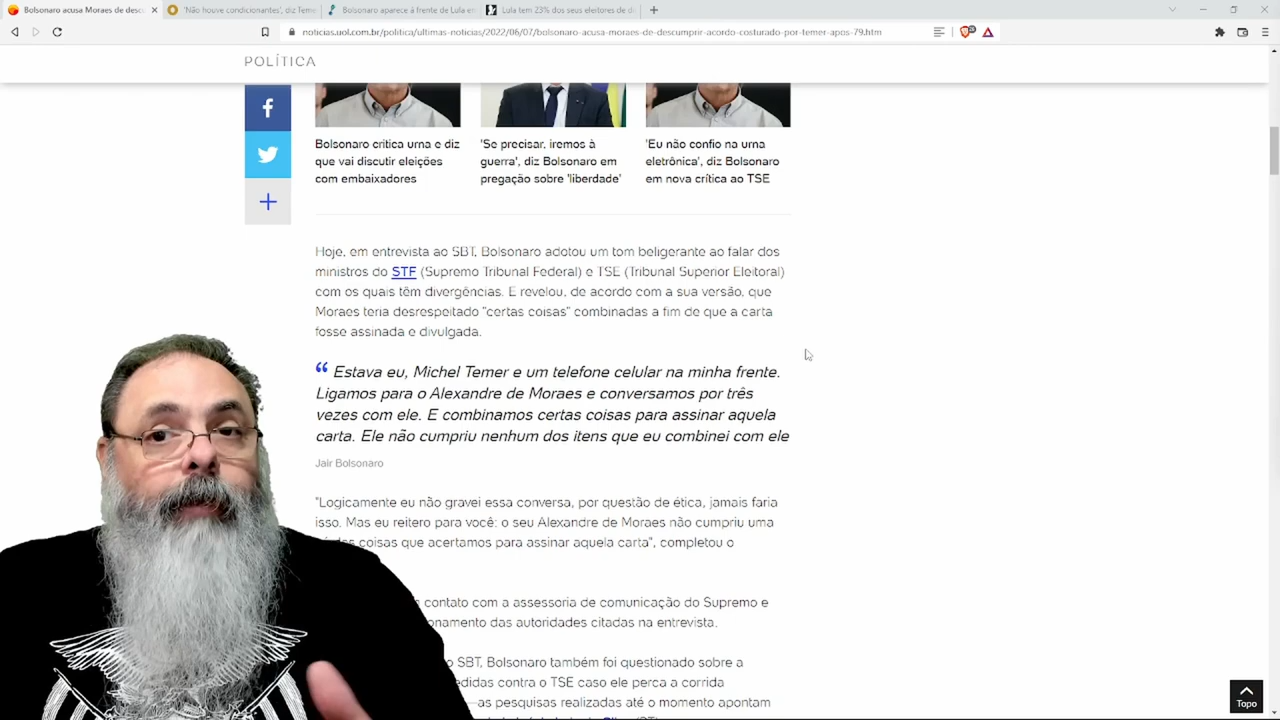 Bolsonaro acusa Moraes de desc
'Não houve condicionantes', diz Teme
Bolsonaro aparece à frente de Lula e
Lula tem 23% dos seus eleitores de d
noticias.uol.com.br/politica/ultimas-noticias/2022/06/07/bolsonaro-acusa-moraes-de-descumprir-acordo-costurado-por-temer-apos-79.htm
POLÍTICA
Bolsonaro critica urna e diz
que vai discutir eleições
com embaixadores
'Se precisar, iremos à
guerra', diz Bolsonaro em
pregação sobre 'liberdade'
'Eu não confio na urna
eletrônica', diz Bolsonaro
em nova crítica ao TSE
Hoje, em entrevista ao SBT, Bolsonaro adotou um tom beligerante ao falar dos
ministros do STF (Supremo Tribunal Federal) e TSE (Tribunal Superior Eleitoral)
com os quais têm divergências. E revelou, de acordo com a sua versão, que
Moraes teria desrespeitado "certas coisas" combinadas a fim de que a carta
fosse assinada e divulgada.
“ Estava eu, Michel Temer e um telefone celular na minha frente.
Ligamos para o Alexandre de Moraes e conversamos por três
vezes com ele. E combinamos certas coisas para assinar aquela
carta. Ele não cumpriu nenhum dos itens que eu combinei com ele
Jair Bolsonaro
"Logicamente eu não gravei essa conversa, por questão de ética, jamais faria
isso. Mas eu reitero para você: o seu Alexandre de Moraes não cumpriu uma
coisas que acertamos para assinar aquela carta", completou o
contato com a assessoria de comunicação do Supremo e
onamento das autoridades citadas na entrevista.
o SBT, Bolsonaro também foi questionado sobre a
edidas contra o TSE caso ele perca a corrida
—as pesquisas realizadas até o momento apontam
Topo